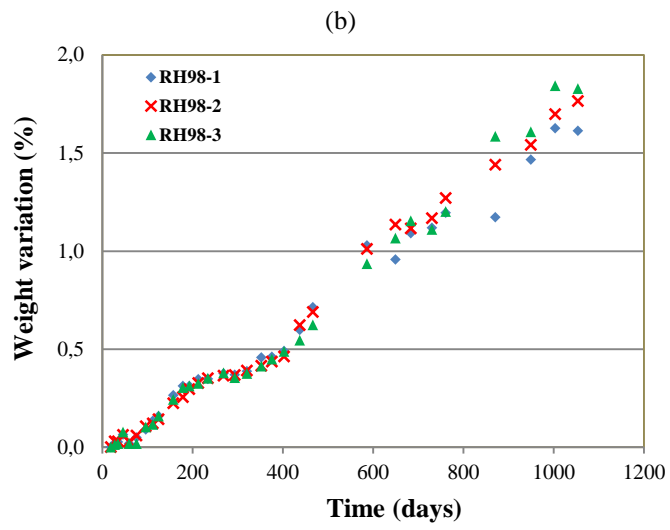 (b)
2,0
1,5
1,0
0,5
0,0
Weight variation (%)
RH98-1
RH98-2
RH98-3
0 200 400 600 800 1000 1200
Time (days)